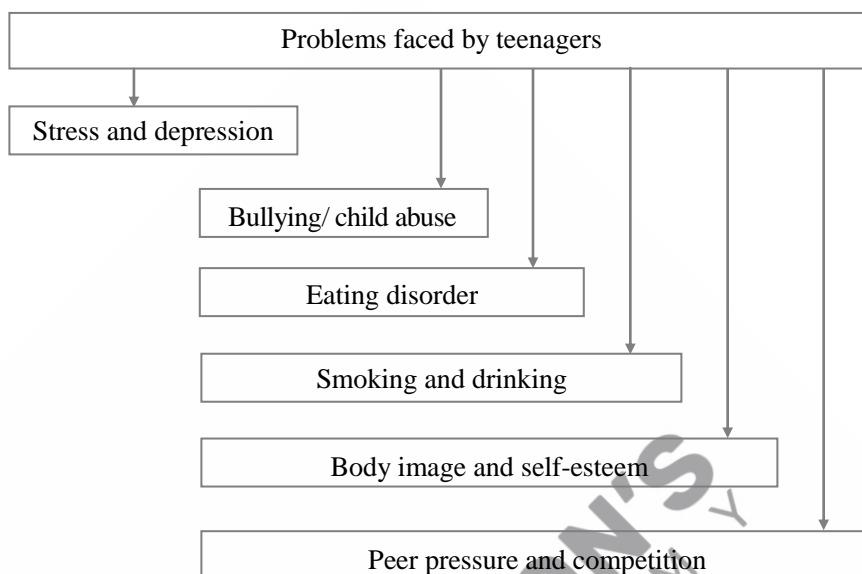 Problems faced by teenagers
Stress and depression
Bullying/ child abuse
Eating disorder
Smoking and drinking
Body image and self-esteem
Peer pressure and competition